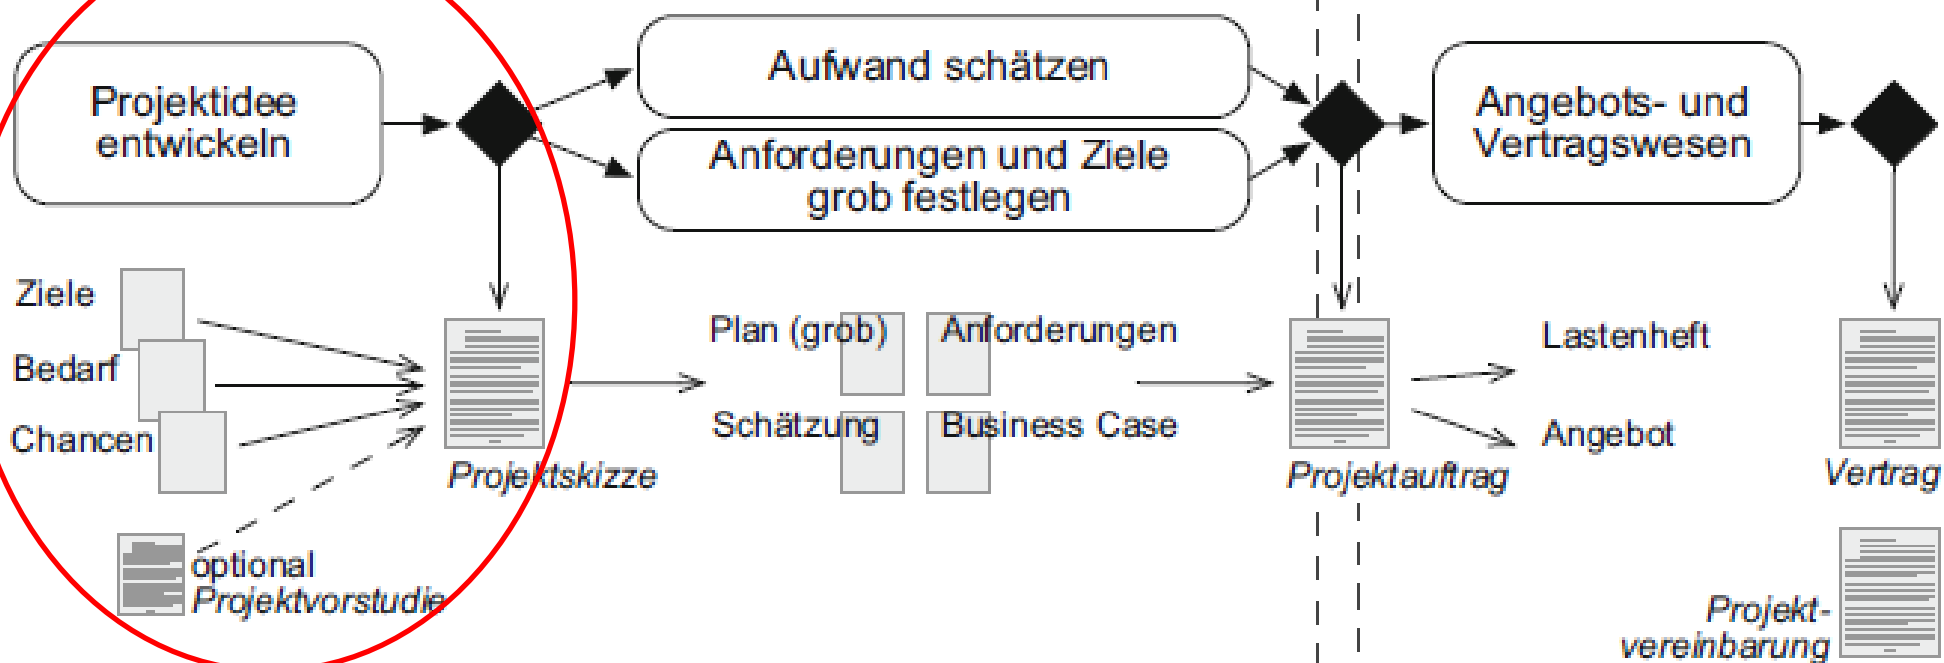 Projektidee
entwickeln
Aufwand schätzen
Anforderungen und Ziele
grob festlegen
Angebots- und
Vertragswesen
Ziele
Bedarf
Chancen
optional
Projektvorstudie
Projektskizze
Plan (grob)
Anforderungen
Schätzung
Business Case
Projektauftrag
Lastenheft
Angebot
Vertrag
Projekt-
vereinbarung